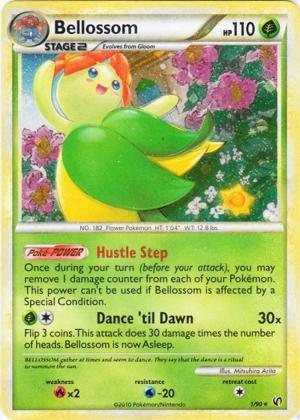 Bellossom
HP110
STAGE 2 Evolves from Gloom
NO. 182 Flower Pokémon HT: 1'04" WT: 12.8 lbs.
Poké-POWER Hustle Step
Once during your turn (before your attack), you may
remove 1 damage counter from each of your Pokémon.
This power can't be used if Bellossom is affected by a
Special Condition.
Dance 'til Dawn 30x
Flip 3 coins. This attack does 30 damage times the number
of heads. Bellossom is now Asleep.
BELLOSSOM gather at times and seem to dance. They say that the dance is
a ritual to summon the sun.
Illus. Mitsuhiro Arita
weakness resistance retreat cost
×2 -20
©2010 Pokémon/Nintendo 1/90